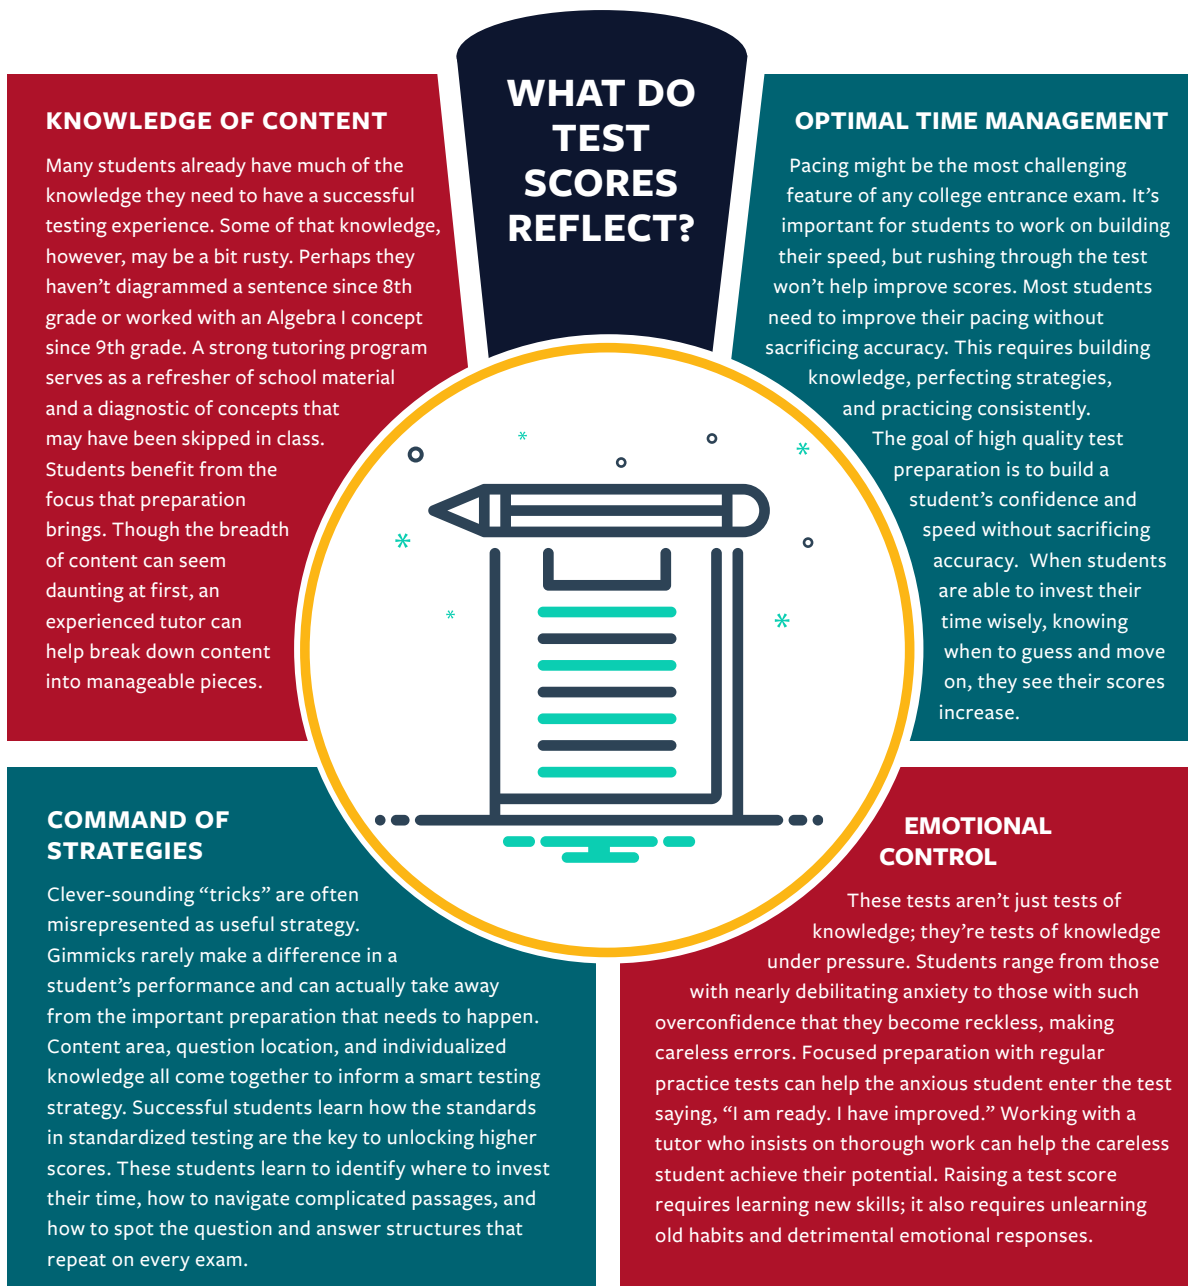 WHAT DO
TEST
SCORES
REFLECT?
KNOWLEDGE OF CONTENT
Many students already have much of the
knowledge they need to have a successful
testing experience. Some of that knowledge,
however, may be a bit rusty. Perhaps they
haven’t diagrammed a sentence since 8th
grade or worked with an Algebra I concept
since 9th grade. A strong tutoring program
serves as a refresher of school material
and a diagnostic of concepts that
may have been skipped in class.
Students benefit from the
focus that preparation
brings. Though the breadth
of content can seem
daunting at first, an
experienced tutor can
help break down content
into manageable pieces.
OPTIMAL TIME MANAGEMENT
Pacing might be the most challenging
feature of any college entrance exam. It’s
important for students to work on building
their speed, but rushing through the test
won’t help improve scores. Most students
need to improve their pacing without
sacrificing accuracy. This requires building
knowledge, perfecting strategies,
and practicing consistently.
The goal of high quality test
preparation is to build a
student’s confidence and
speed without sacrificing
accuracy. When students
are able to invest their
time wisely, knowing
when to guess and move
on, they see their scores
increase.
COMMAND OF
STRATEGIES
Clever-sounding “tricks” are often
misrepresented as useful strategy.
Gimmicks rarely make a difference in a
student’s performance and can actually take away
from the important preparation that needs to happen.
Content area, question location, and individualized
knowledge all come together to inform a smart testing
strategy. Successful students learn how the standards
in standardized testing are the key to unlocking higher
scores. These students learn to identify where to invest
their time, how to navigate complicated passages, and
how to spot the question and answer structures that
repeat on every exam.
EMOTIONAL
CONTROL
These tests aren’t just tests of
knowledge; they’re tests of knowledge
under pressure. Students range from those
with nearly debilitating anxiety to those with such
overconfidence that they become reckless, making
careless errors. Focused preparation with regular
practice tests can help the anxious student enter the test
saying, “I am ready. I have improved.” Working with a
tutor who insists on thorough work can help the careless
student achieve their potential. Raising a test score
requires learning new skills; it also requires unlearning
old habits and detrimental emotional responses.